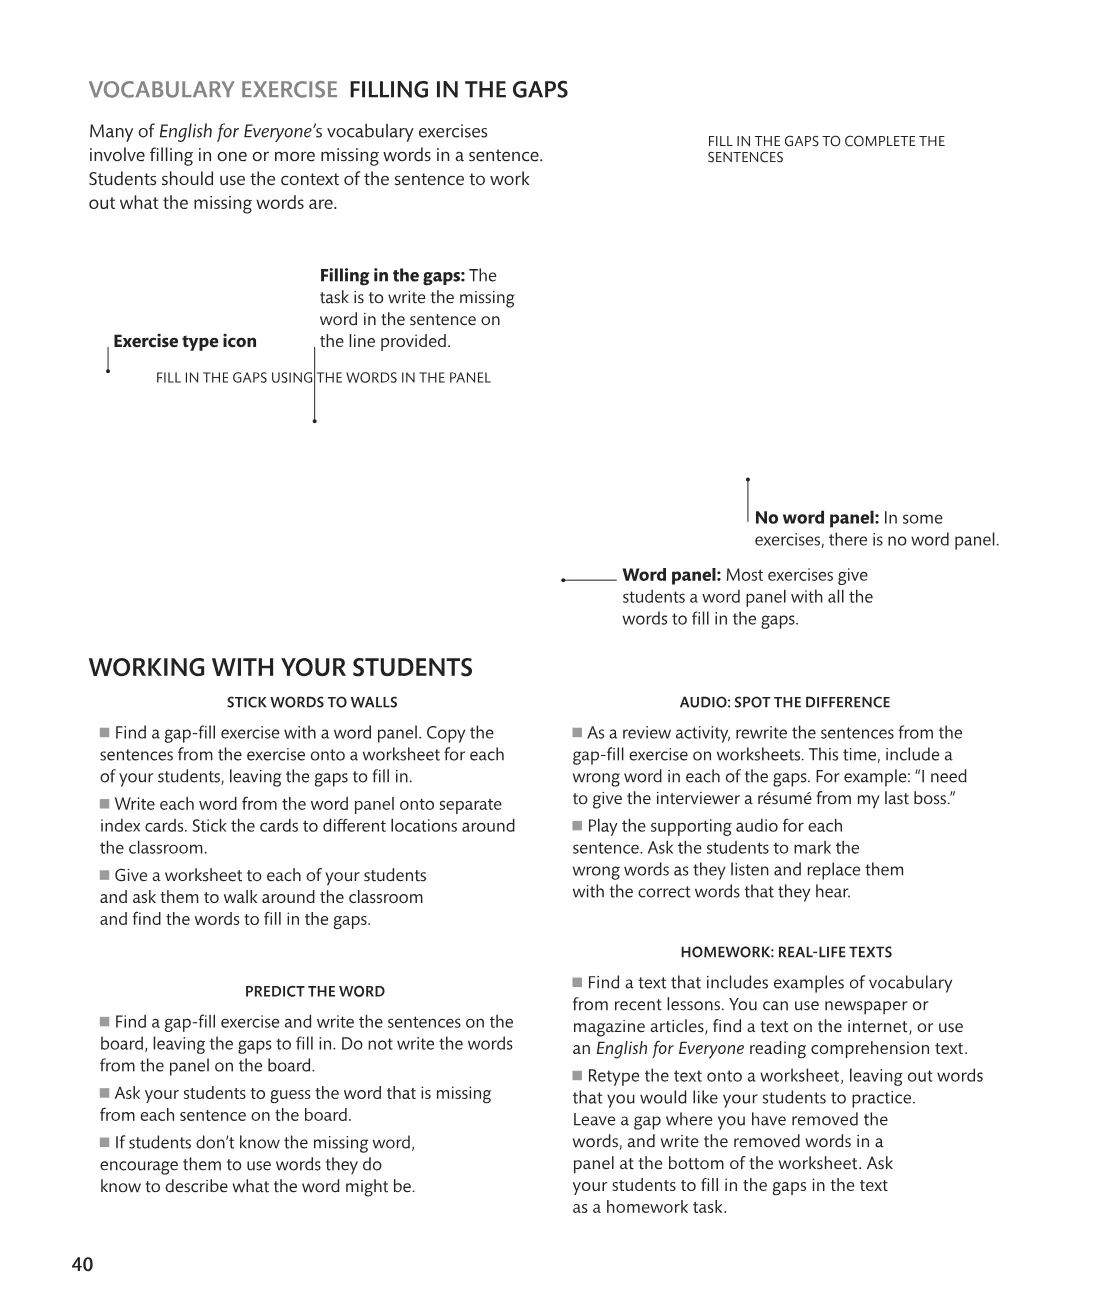 VOCABULARY EXERCISE FILLING IN THE GAPS
Many of English for Everyone's vocabulary exercises
involve filling in one or more missing words in a sentence.
Students should use the context of the sentence to work
out what the missing words are.
FILL IN THE GAPS TO COMPLETE THE
SENTENCES
Filling in the gaps: The
task is to write the missing
word in the sentence on
the line provided.
Exercise type icon
FILL IN THE GAPS USING THE WORDS IN THE PANEL
No word panel: In some
exercises, there is no word panel.
Word panel: Most exercises give
students a word panel with all the
words to fill in the gaps.
WORKING WITH YOUR STUDENTS
STICK WORDS TO WALLS
■ Find a gap-fill exercise with a word panel. Copy the
sentences from the exercise onto a worksheet for each
of your students, leaving the gaps to fill in.
■ Write each word from the word panel onto separate
index cards. Stick the cards to different locations around
the classroom.
■ Give a worksheet to each of your students
and ask them to walk around the classroom
and find the words to fill in the gaps.
PREDICT THE WORD
■ Find a gap-fill exercise and write the sentences on the
board, leaving the gaps to fill in. Do not write the words
from the panel on the board.
■ Ask your students to guess the word that is missing
from each sentence on the board.
■ If students don't know the missing word,
encourage them to use words they do
know to describe what the word might be.
AUDIO: SPOT THE DIFFERENCE
■ As a review activity, rewrite the sentences from the
gap-fill exercise on worksheets. This time, include a
wrong word in each of the gaps. For example: “I need
to give the interviewer a résumé from my last boss.”
■ Play the supporting audio for each
sentence. Ask the students to mark the
wrong words as they listen and replace them
with the correct words that they hear.
HOMEWORK: REAL-LIFE TEXTS
■ Find a text that includes examples of vocabulary
from recent lessons. You can use newspaper or
magazine articles, find a text on the internet, or use
an English for Everyone reading comprehension text.
■ Retype the text onto a worksheet, leaving out words
that you would like your students to practice.
Leave a gap where you have removed the
words, and write the removed words in a
panel at the bottom of the worksheet. Ask
your students to fill in the gaps in the text
as a homework task.
40